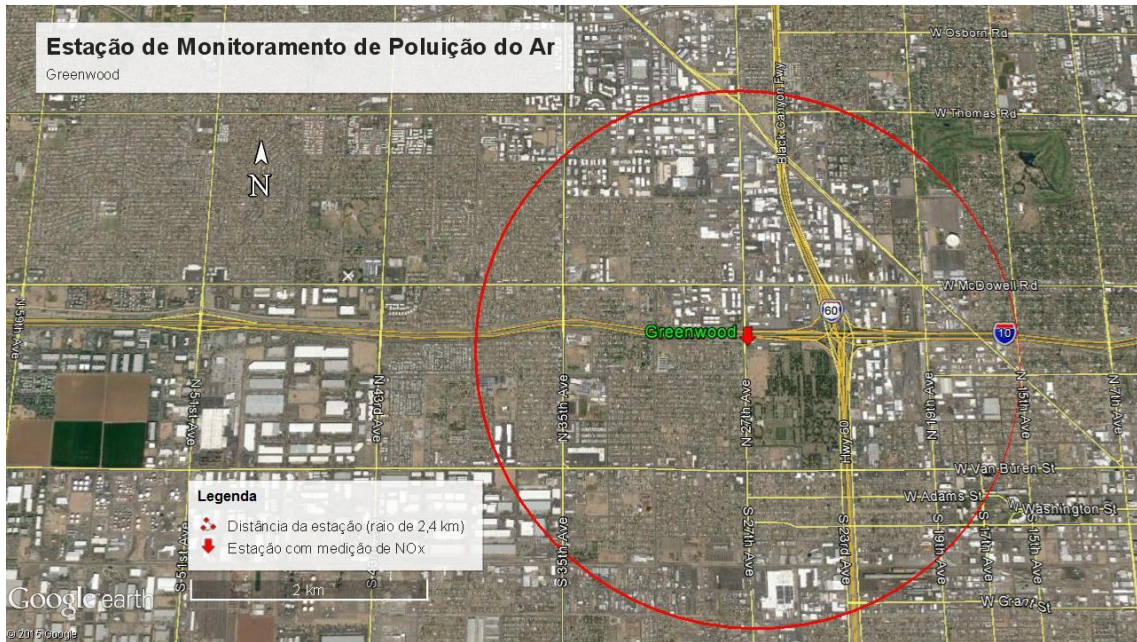 Estação de Monitoramento de Poluição do Ar
Greenwood
W Osborn Rd
Black Canyon Fwy
W Thomas Rd
N
W McDowell Rd
60
Greenwood
10
N 59th Ave
N 51st Ave
N 43rd Ave
N 35th Ave
N 27th Ave
Hwy 60
N 19th Ave
N 15th Ave
N 7th Ave
W Van Buren St
W Adams St
W Washington St
Legenda
Distância da estação (raio de 2,4 km)
Estação com medição de NOx
S 51st Ave
S 35th Ave
S 27th Ave
S 23rd Ave
S 19th Ave
S 17th Ave
S 15th Ave
2 km
W Grant St
Google earth
© 2015 Google